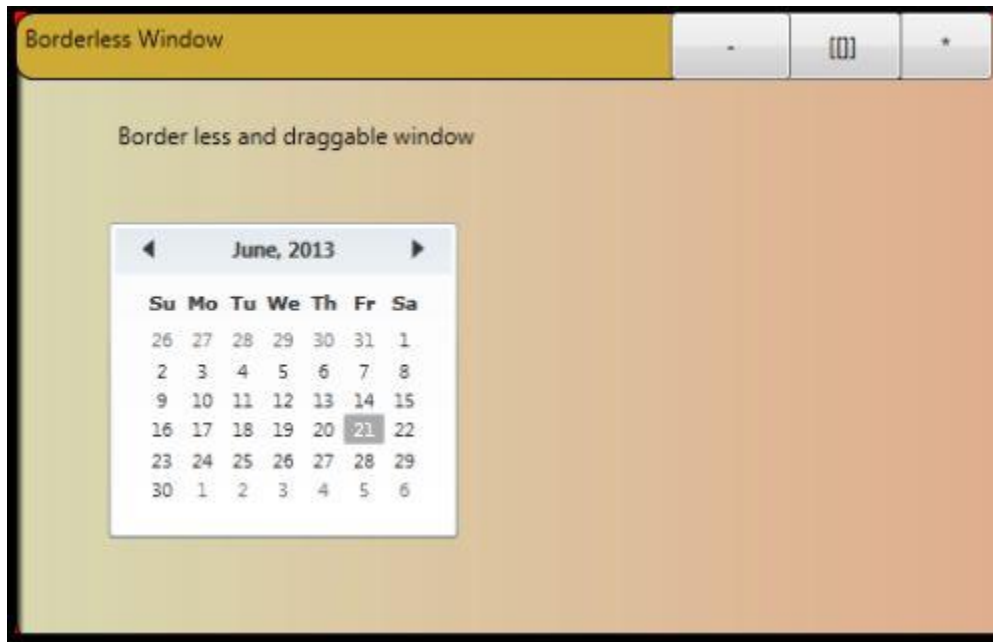 Borderless Window - [[]] *
Border less and draggable window
June, 2013
Su Mo Tu We Th Fr Sa
26 27 28 29 30 31 1
2 3 4 5 6 7 8
9 10 11 12 13 14 15
16 17 18 19 20 21 22
23 24 25 26 27 28 29
30 1 2 3 4 5 6